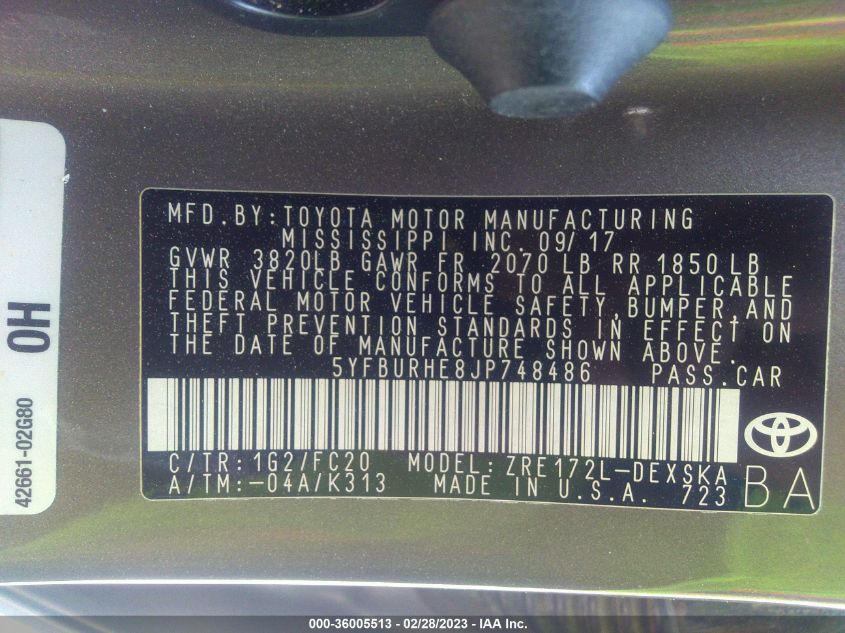 MFD.BY:TOYOTA MOTOR MANUFACTURING
MISSISSIPPI INC. 09/17
GVWR 3820LB GAWR FR 2070 LB RR 1850 LB
THIS VEHICLE CONFORMS TO ALL APPLICABLE
FEDERAL MOTOR VEHICLE SAFETY,BUMPER,AND
THEFT PREVENTION STANDARDS IN EFFECT ON
THE DATE OF MANUFACTURE SHOWN ABOVE.
5YFBURHE8JP748486 PASS.CAR
C/TR:1G2/FC20 MODEL:ZRE172L-DEXSKA
A/TM:-04A/K313 MADE IN U.S.A. 723
BA
OH
42661-02G80
000-36005513 - 02/28/2023 - IAA Inc.